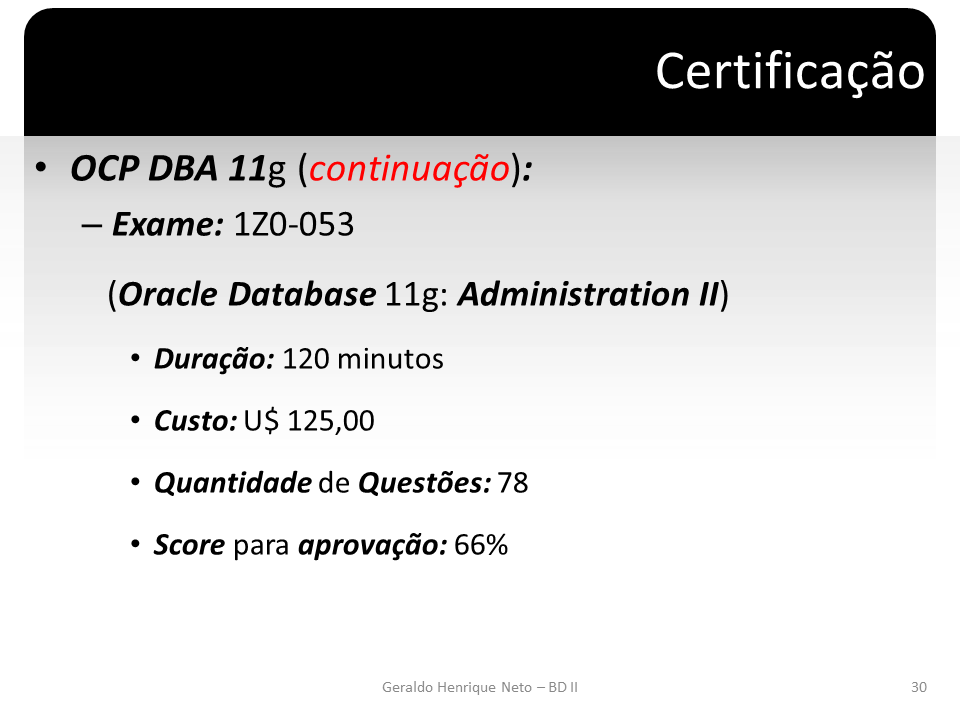 Certificação
• OCP DBA 11g (continuação):
– Exame: 1Z0-053
(Oracle Database 11g: Administration II)
• Duração: 120 minutos
• Custo: U$ 125,00
• Quantidade de Questões: 78
• Score para aprovação: 66%
Geraldo Henrique Neto – BD II
30